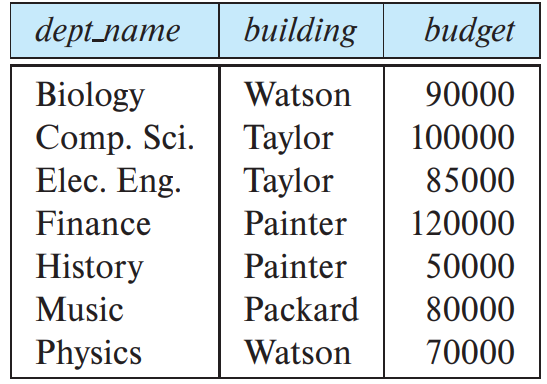 dept_name building budget
Biology Watson 90000
Comp. Sci. Taylor 100000
Elec. Eng. Taylor 85000
Finance Painter 120000
History Painter 50000
Music Packard 80000
Physics Watson 70000